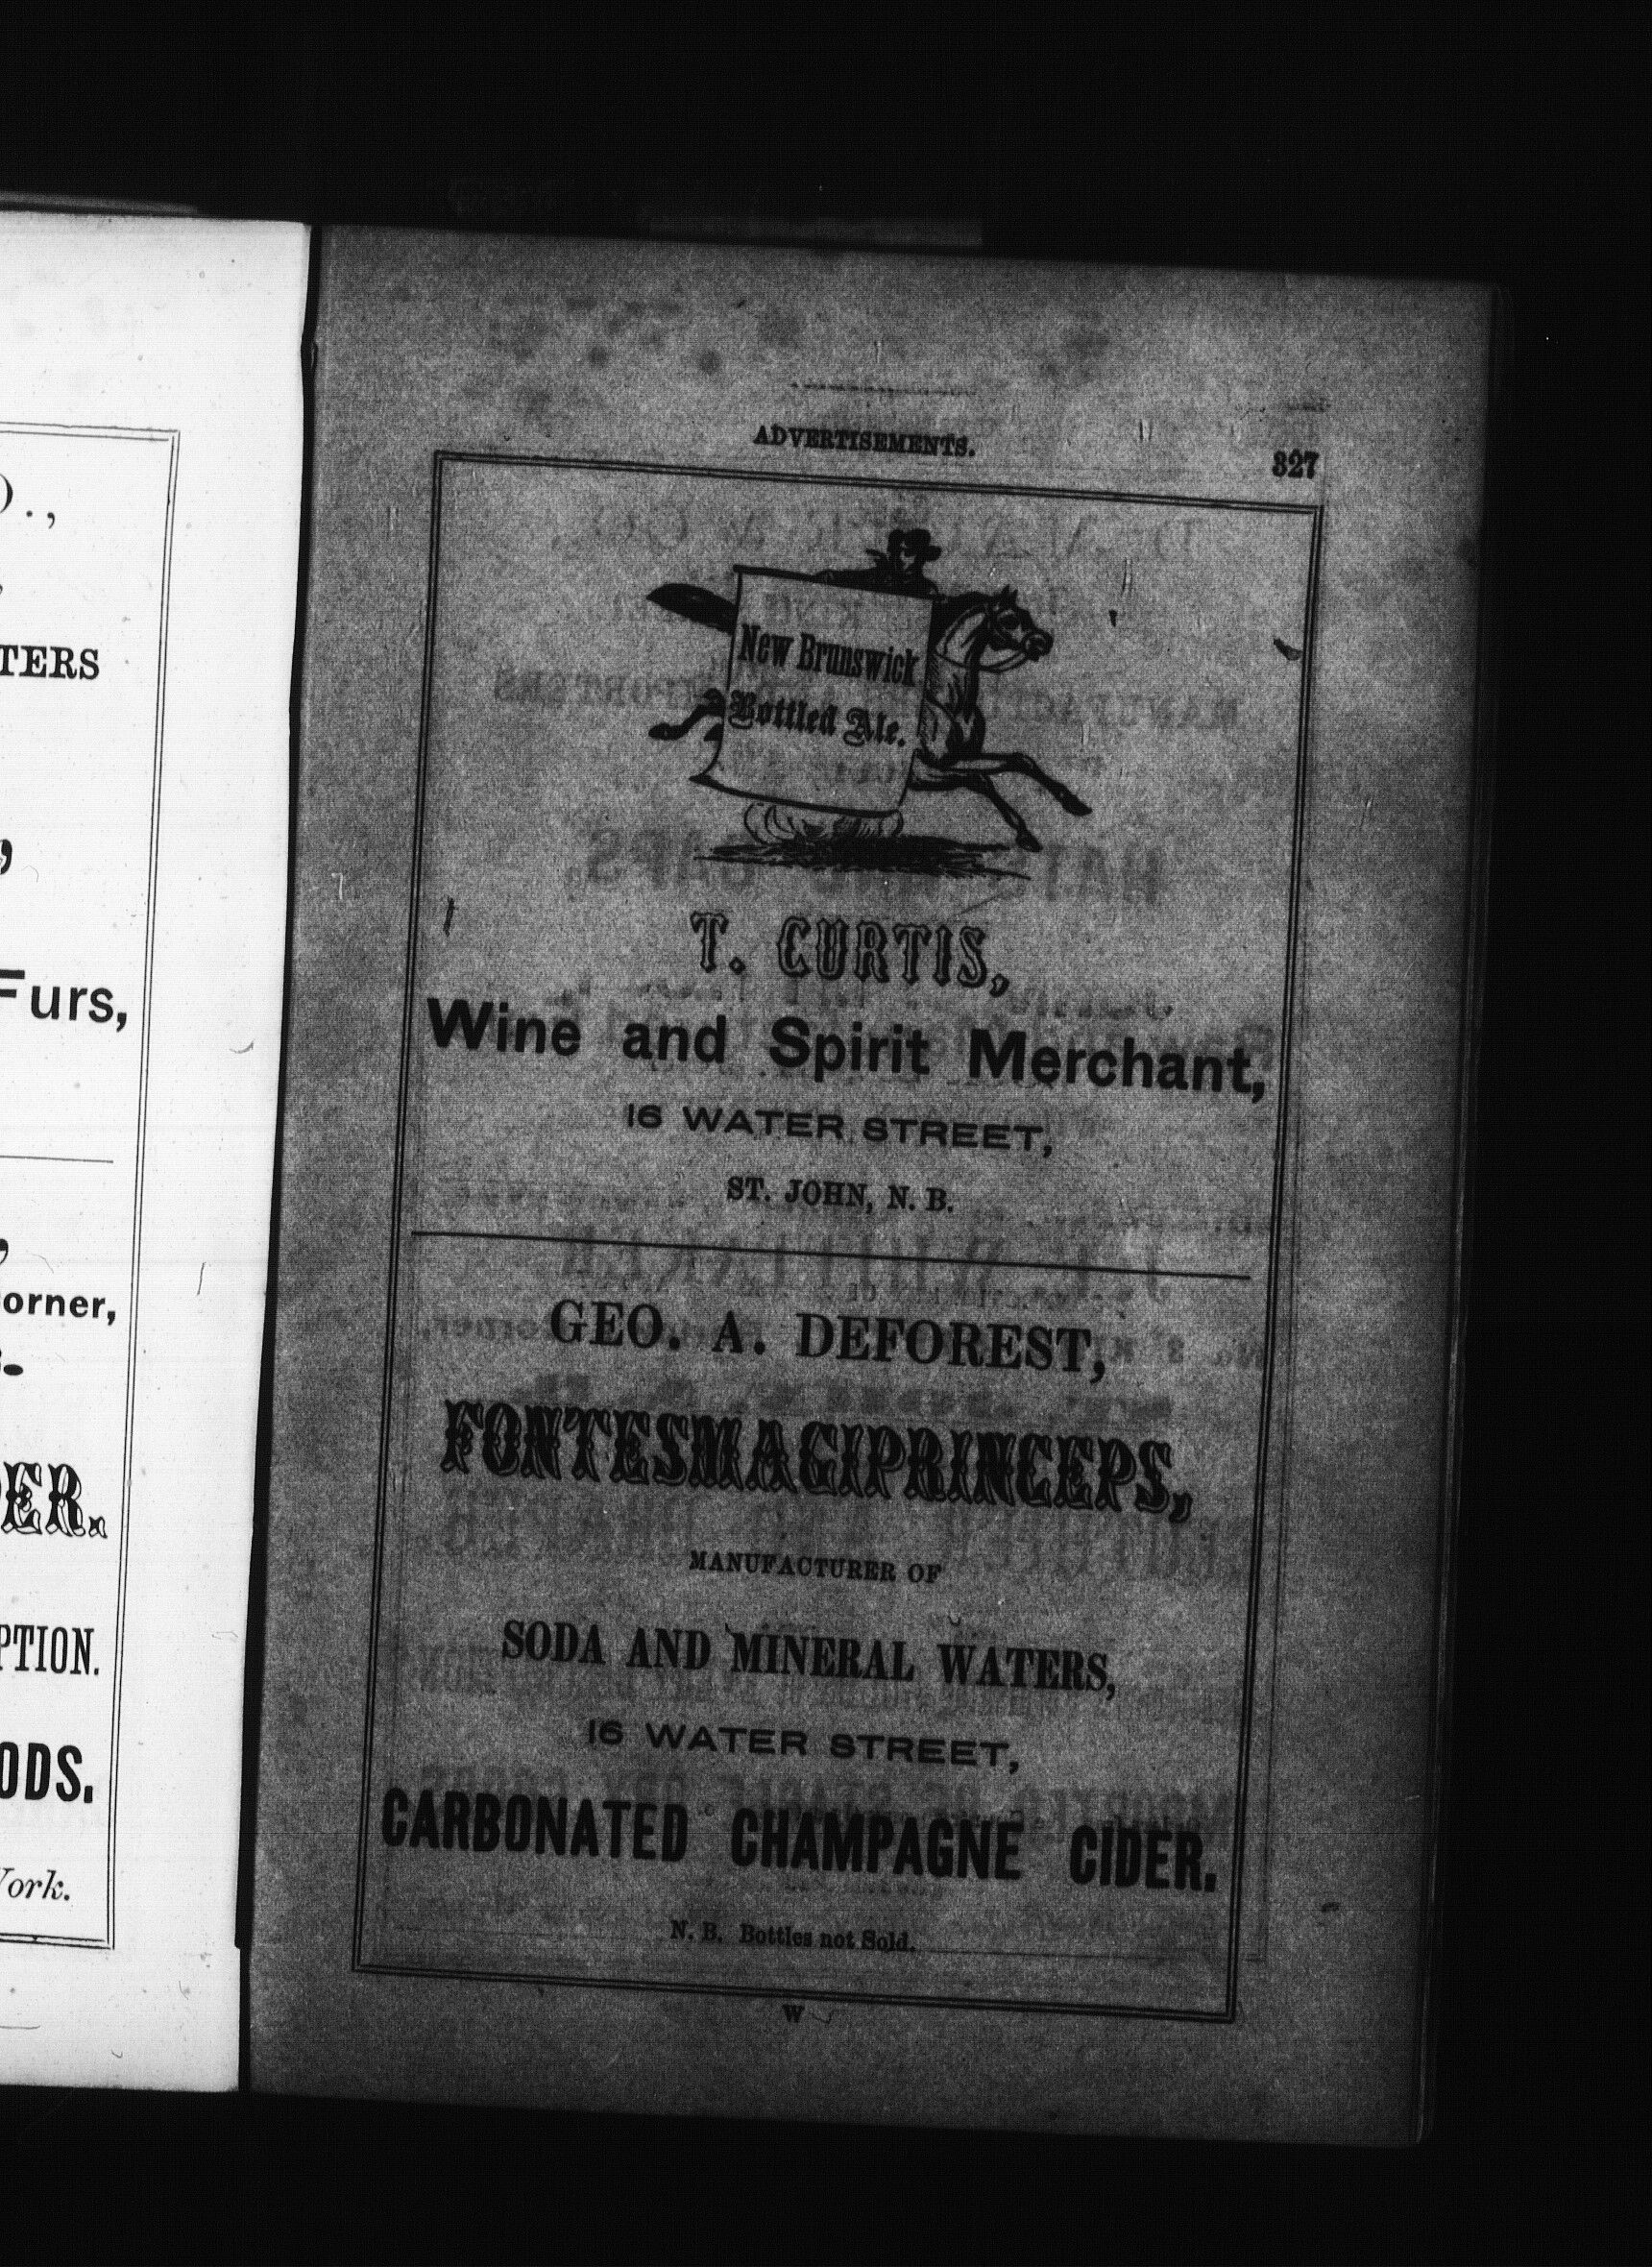 O.,
TERS
Furs,
orner,
ER.
PTION.
ODS.
York.
ADVERTISEMENTS.
327
New Brunswick
Bottled Ale.
T. CURTIS,
Wine and Spirit Merchant,
16 WATER STREET,
ST. JOHN, N. B.
GEO. A. DEFOREST,
FONTESMAGIPRINCEPS,
MANUFACTURER OF
SODA AND MINERAL WATERS,
16 WATER STREET,
CARBONATED CHAMPAGNE CIDER.
N. B. Bottles not Sold.
W